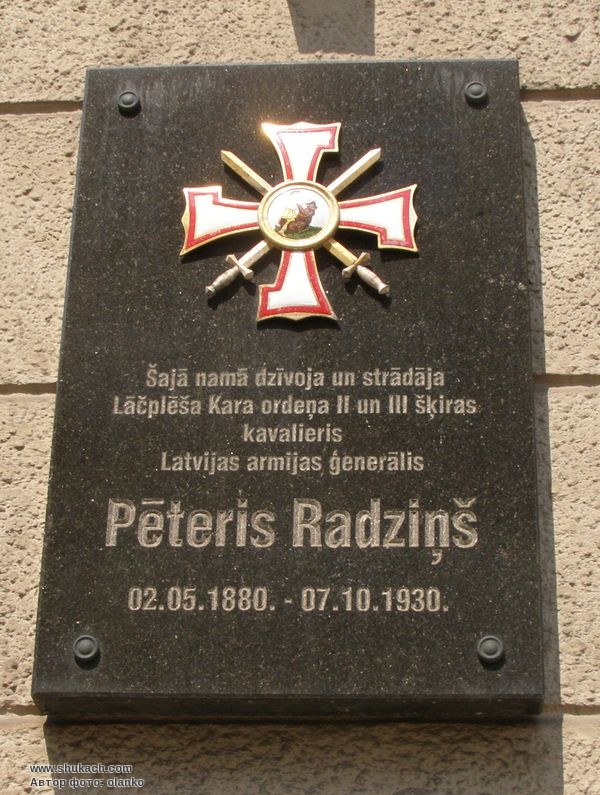 Šajā namā dzīvoja un strādāja
Lāčplēša Kara ordeņa II un III šķiras
kavalieris
Latvijas armijas ģenerālis
Pēteris Radziņš
02.05.1880. - 07.10.1930.
www.shukach.com
Автор фото: olanko